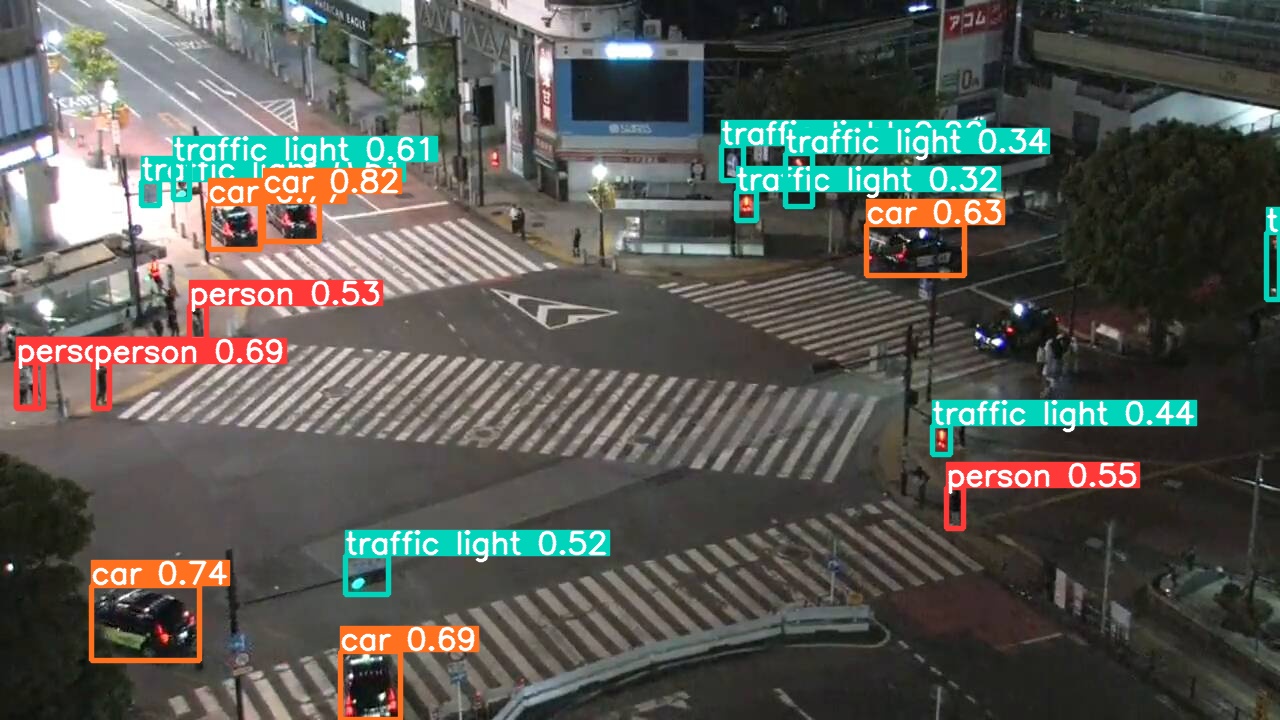 AMERICAN EAGLE
アコム
traffic light 0.61
car 0.82
traffic light 0.34
traffic light 0.32
car 0.63
person 0.53
person 0.69
traffic light 0.44
person 0.55
traffic light 0.52
car 0.74
car 0.69